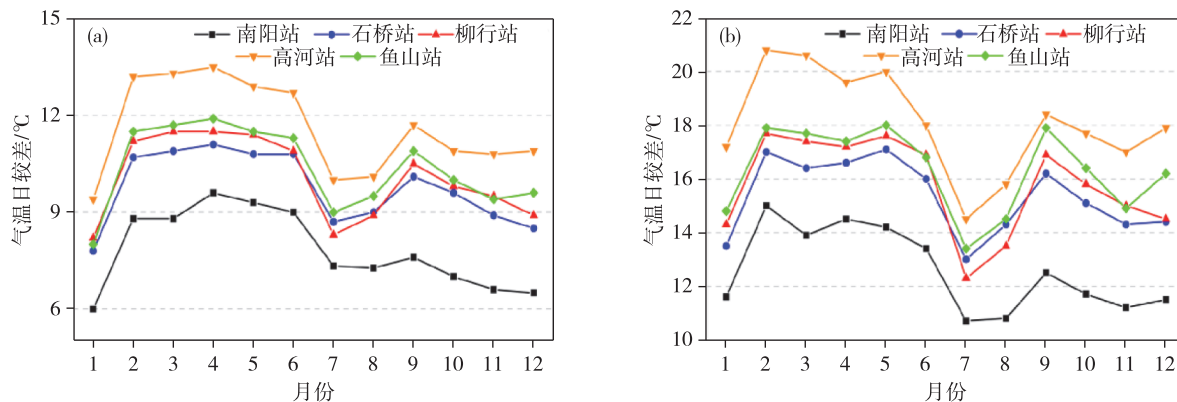 (a)
南阳站 石桥站 柳行站
高河站 鱼山站
气温日较差/℃
15
12
9
6
1 2 3 4 5 6 7 8 9 10 11 12
月份
(b)
南阳站 石桥站 柳行站
高河站 鱼山站
气温日较差/℃
22
20
18
16
14
12
10
1 2 3 4 5 6 7 8 9 10 11 12
月份